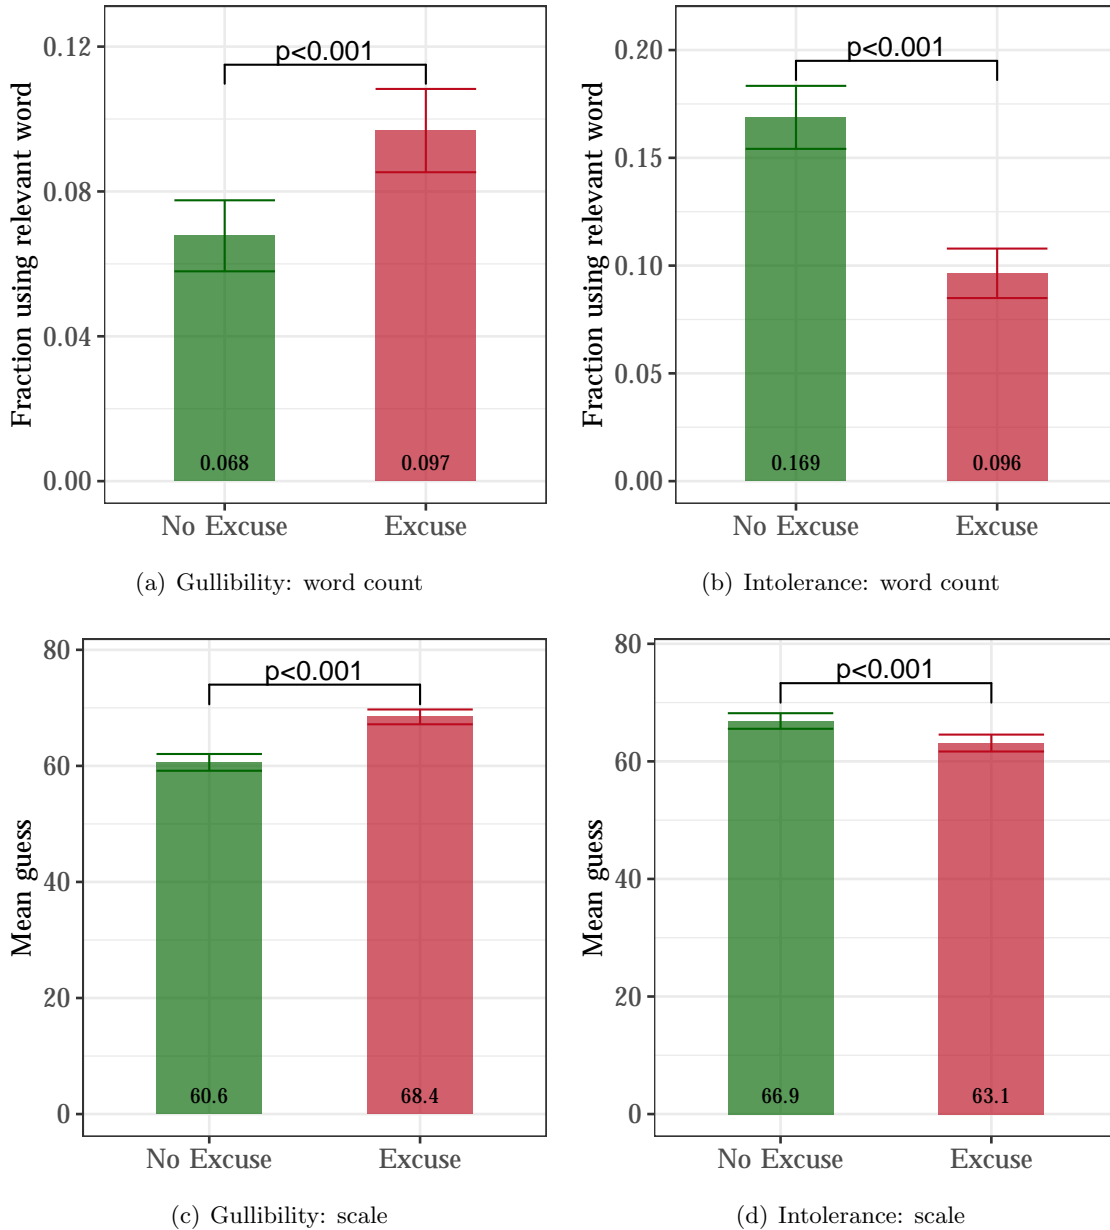 Fraction using relevant word
0.12
0.08
0.04
0.00
p<0.001
0.068
0.097
No Excuse
Excuse
(a) Gullibility: word count
Fraction using relevant word
0.20
0.15
0.10
0.05
0.00
p<0.001
0.169
0.096
No Excuse
Excuse
(b) Intolerance: word count
Mean guess
80
60
40
20
0
p<0.001
60.6
68.4
No Excuse
Excuse
(c) Gullibility: scale
Mean guess
80
60
40
20
0
p<0.001
66.9
63.1
No Excuse
Excuse
(d) Intolerance: scale